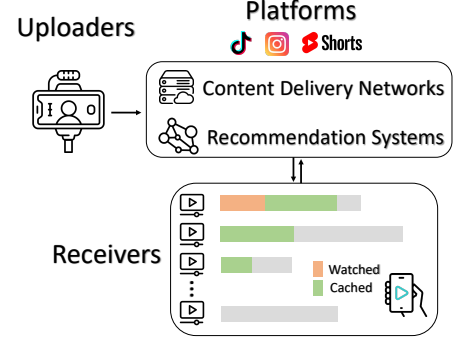 Uploaders
Platforms
Shorts
Content Delivery Networks
Recommendation Systems
Receivers
Watched
Cached